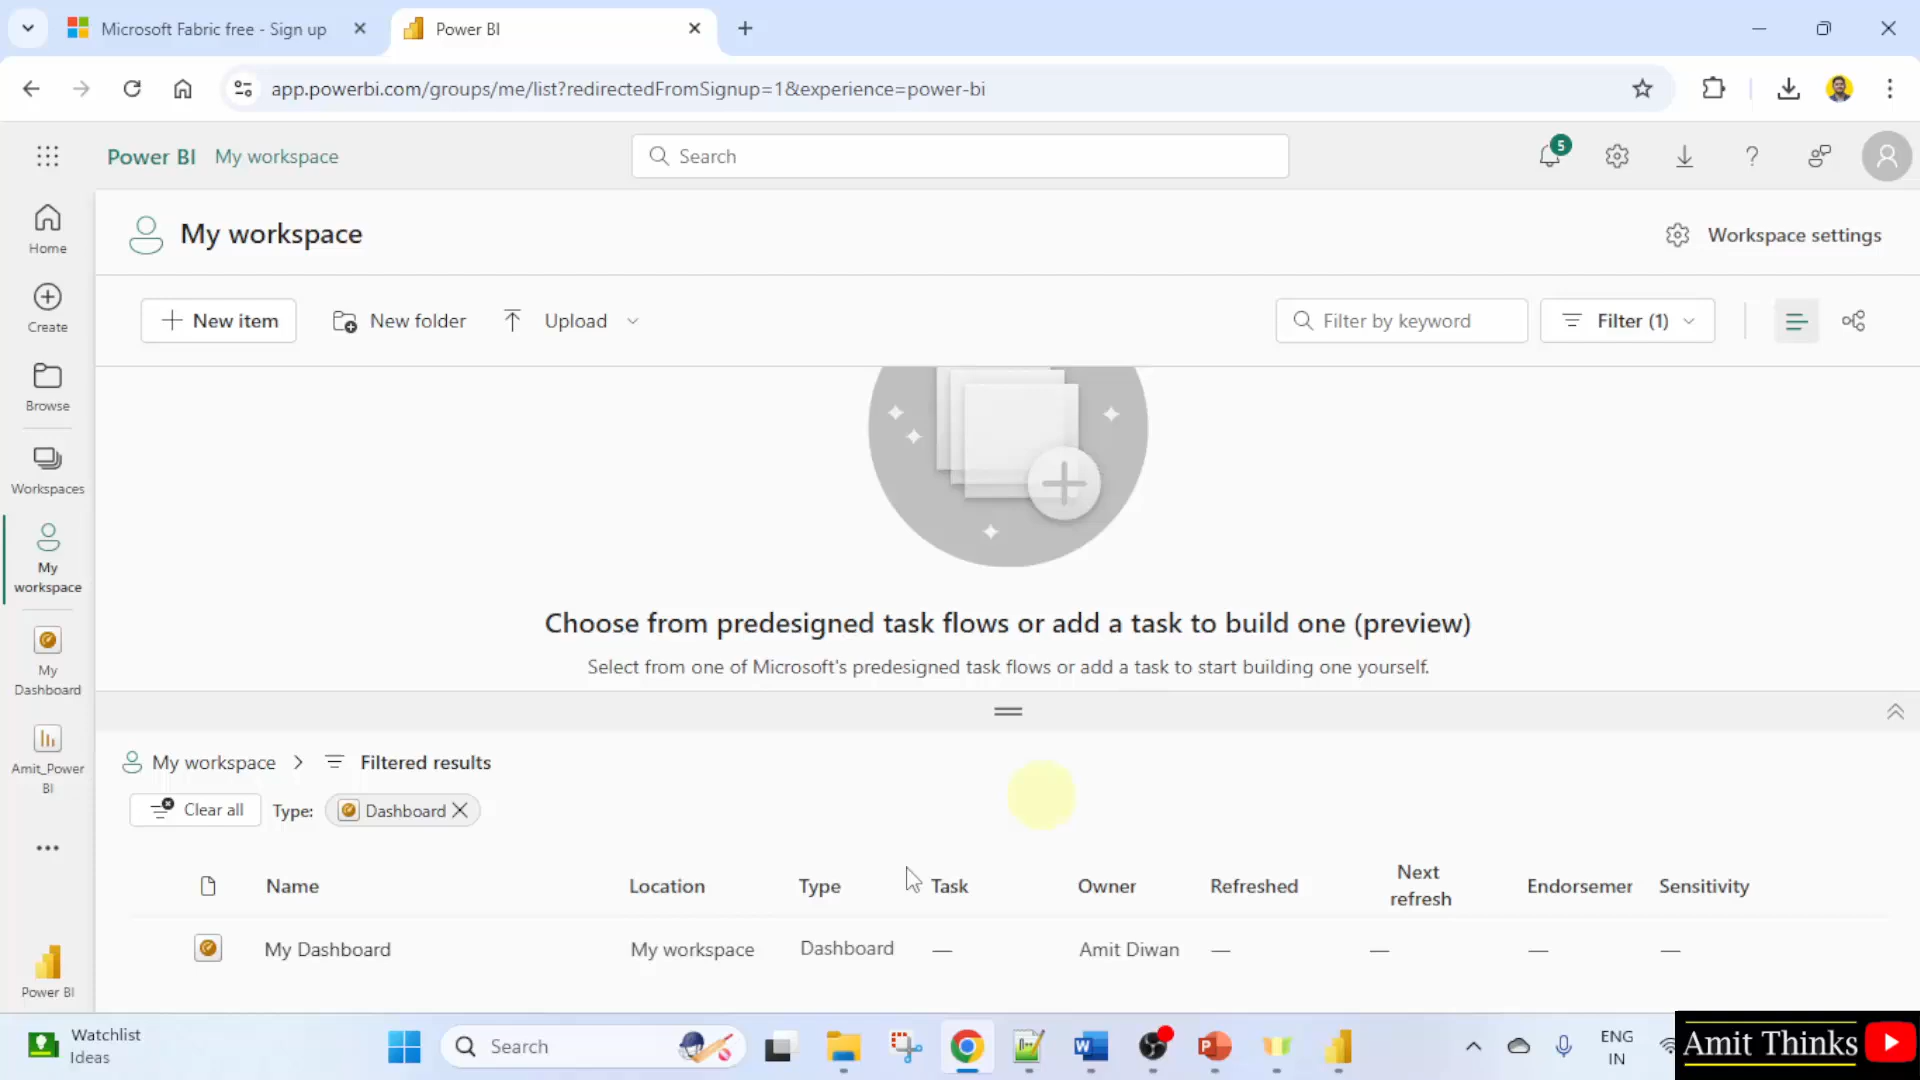 Microsoft Fabric free - Sign up
Power BI
app.powerbi.com/groups/me/list?redirectedFromSignup=1&experience=power-bi
Power BI My workspace
Search
5
Home
Create
Browse
Workspaces
My
workspace
My
Dashboard
Amit_Power
BI
Power BI
My workspace
Workspace settings
New item
New folder
Upload
Filter by keyword
Filter (1)
Choose from predesigned task flows or add a task to build one (preview)
Select from one of Microsoft's predesigned task flows or add a task to start building one yourself.
My workspace > Filtered results
Clear all
Type:
Dashboard
Name
Location
Type
Task
Owner
Refreshed
Next
refresh
Endorsemer
Sensitivity
My Dashboard
My workspace
Dashboard
—
Amit Diwan
—
—
—
—
Watchlist
Ideas
Search
ENG
IN
Amit Thinks